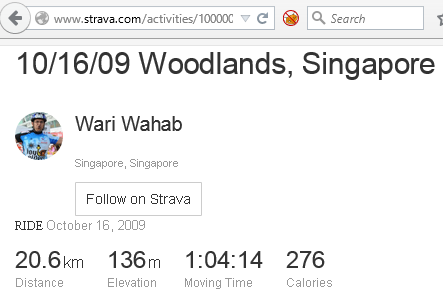 www.strava.com/activities/100000
Search
10/16/09 Woodlands, Singapore
Wari Wahab
Singapore, Singapore
Follow on Strava
RIDE October 16, 2009
20.6km 136m 1:04:14 276
Distance Elevation Moving Time Calories